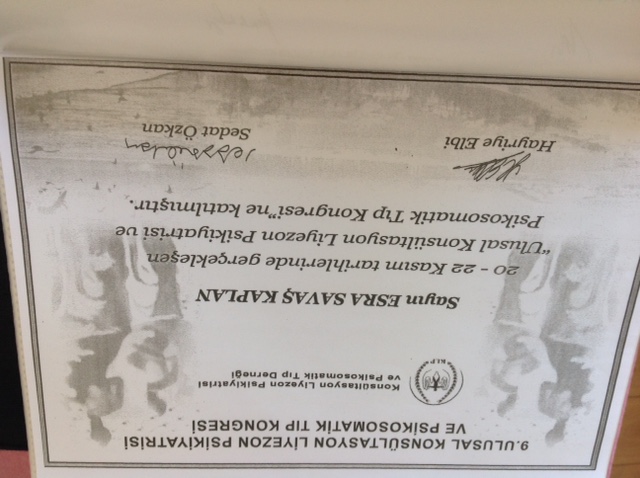 9.ULUSAL KONSÜLTASYON LİYEZON PSİKİYATRİSİ
VE PSİKOSOMATİK TIP KONGRESİ
Konsültasyon Liyezon Psikiyatrisi
ve Psikosomatik Tıp Derneği
Sayın ESRA SAVAŞ KAPLAN
20 - 22 Kasım tarihlerinde gerçekleşen
“Ulusal Konsültasyon Liyezon Psikiyatrisi ve
Psikosomatik Tıp Kongresi”ne katılmıştır.
Hayriye Elbi
Sedat Özkan